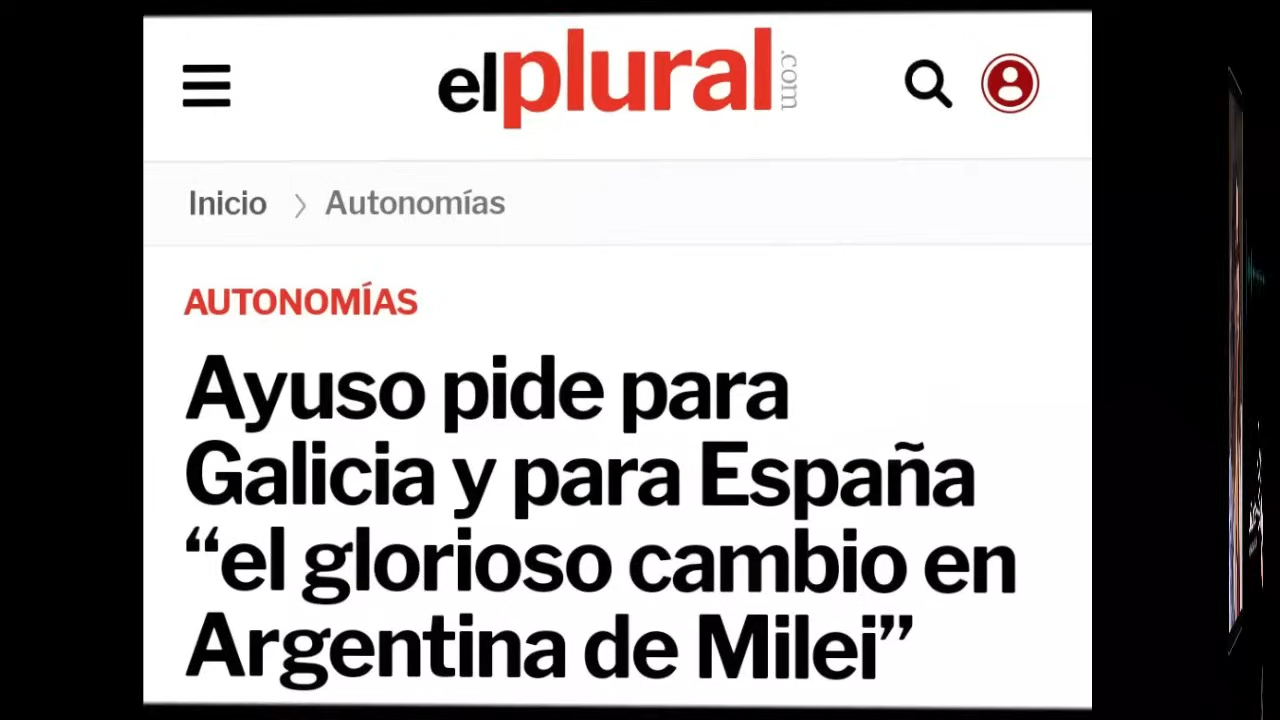 elplural.com
Inicio > Autonomías
AUTONOMÍAS
Ayuso pide para
Galicia y para España
“el glorioso cambio en
Argentina de Milei”